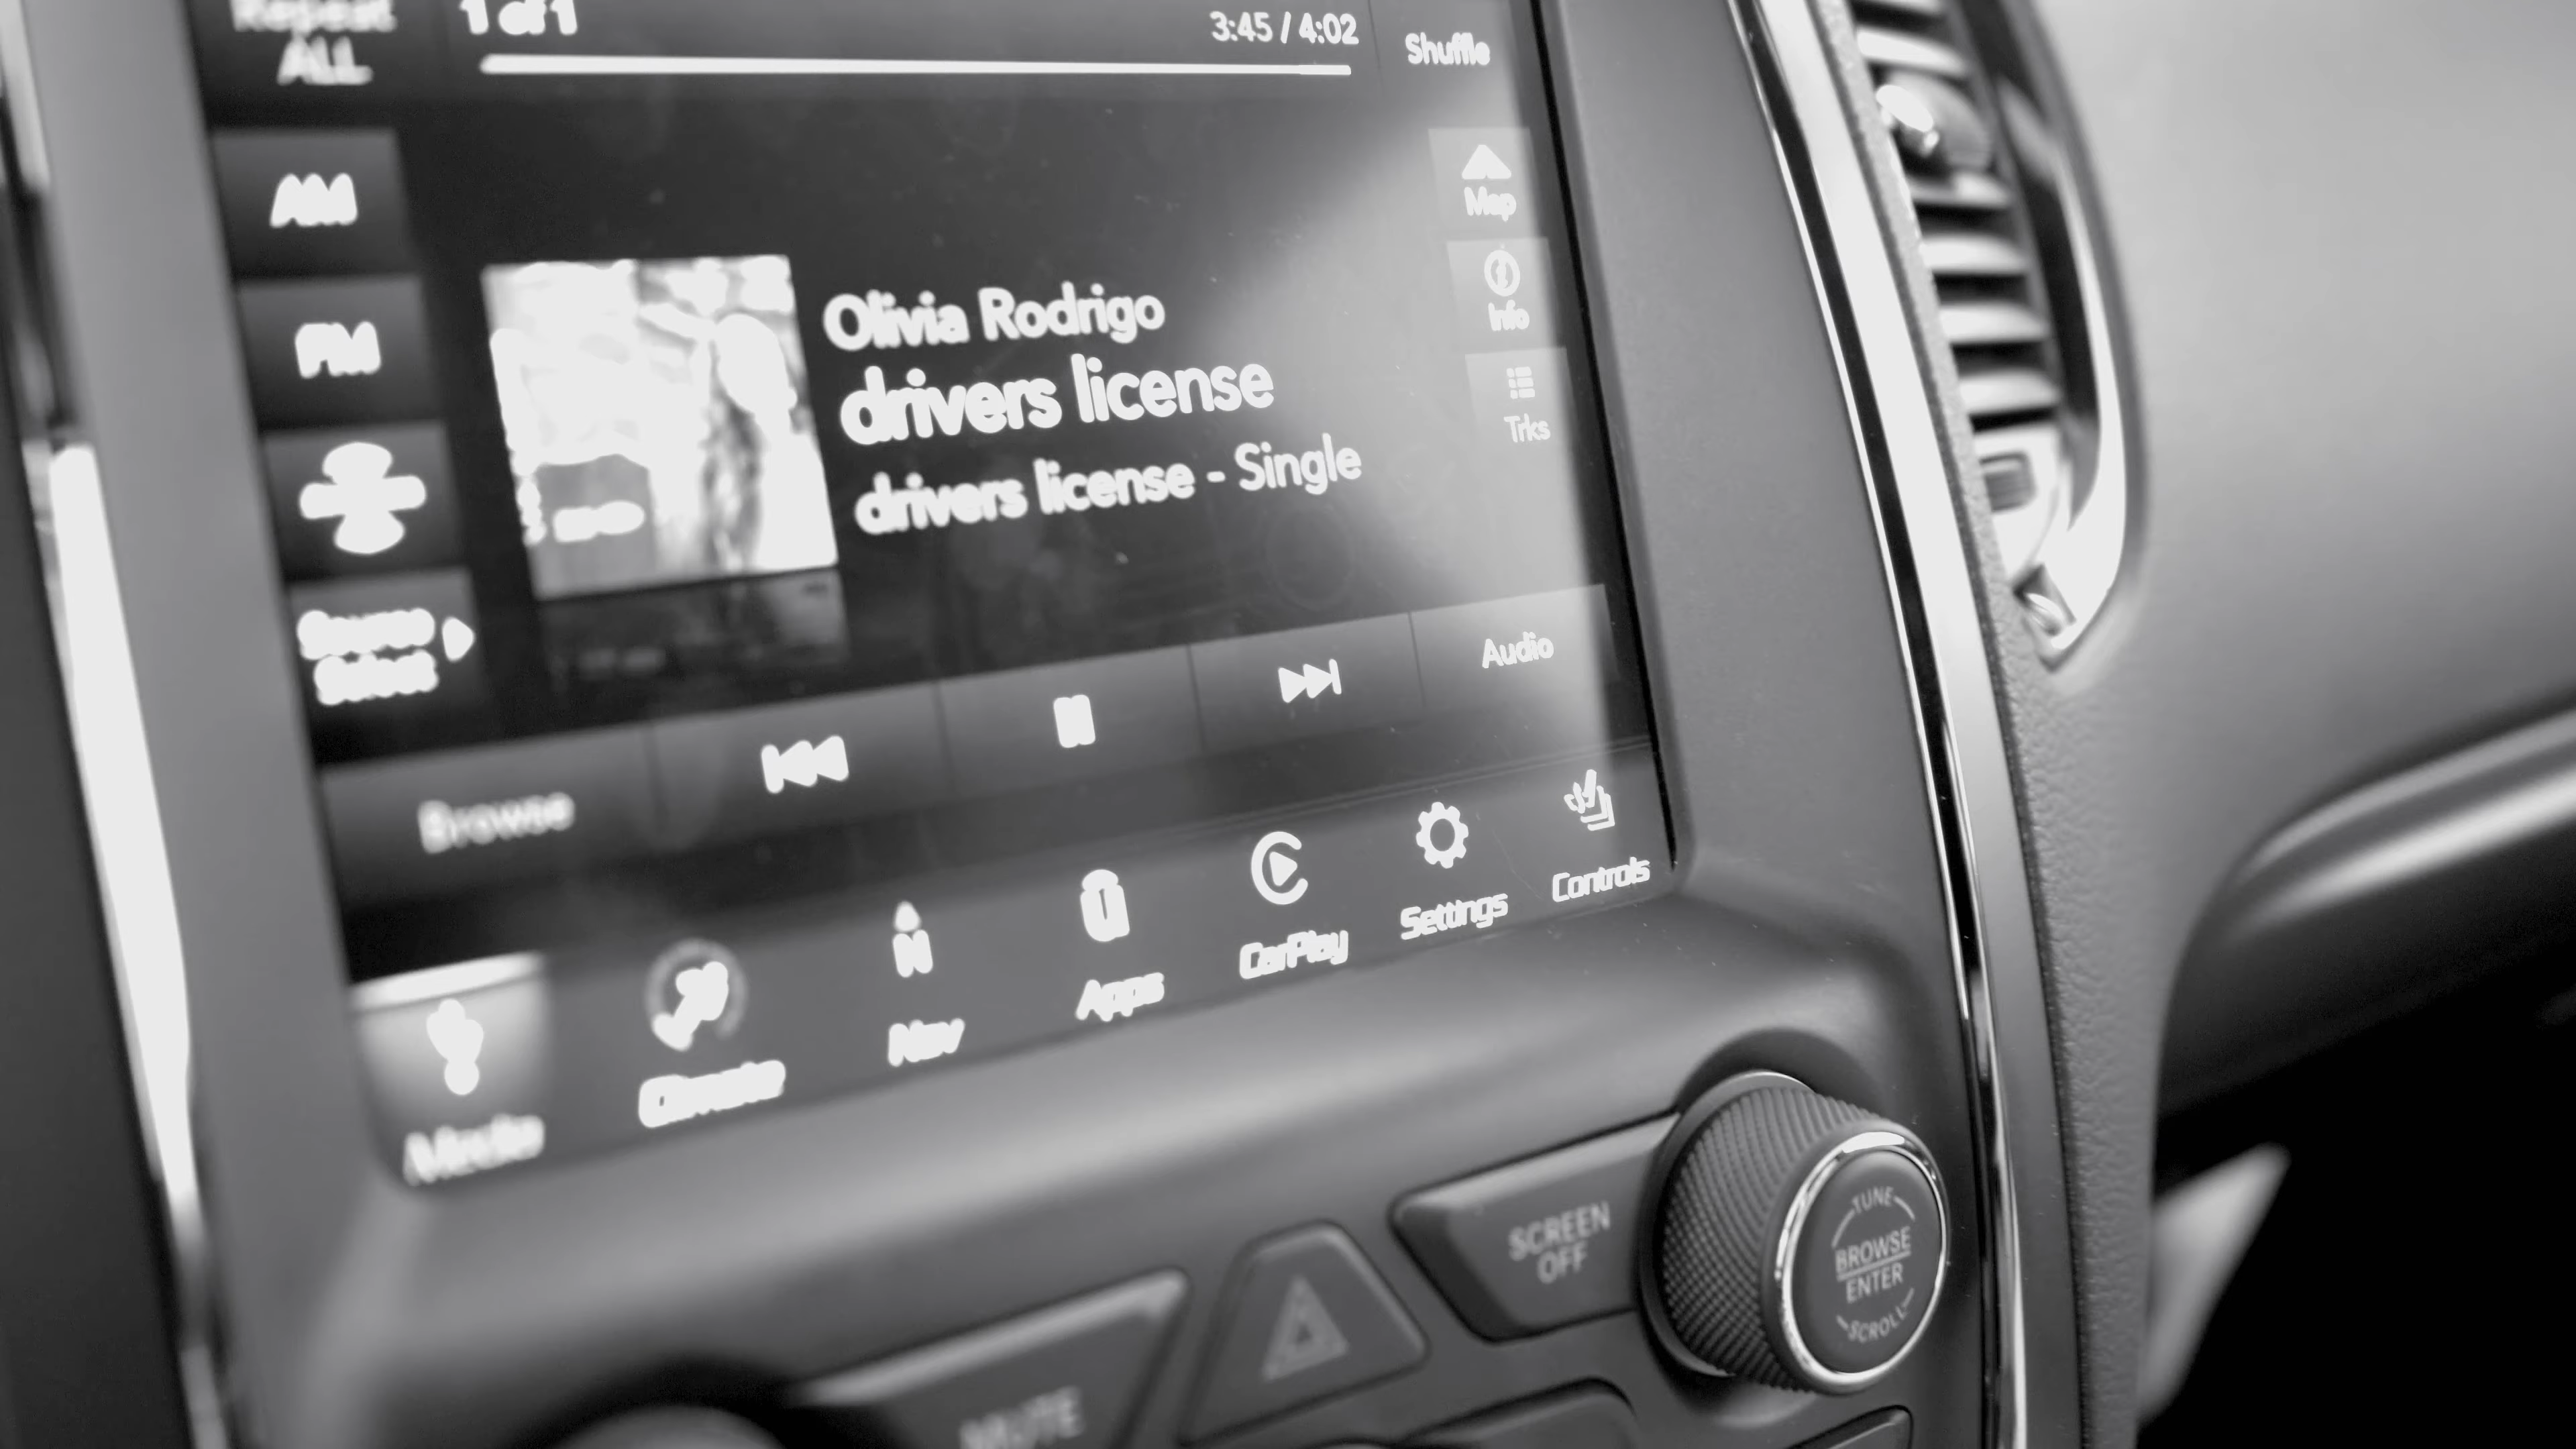 Repeat
ALL
1 of 1
3:45 / 4:02
Shuffle
AM
Map
FM
Info
Olivia Rodrigo
drivers license
drivers license - Single
Trks
Source
Select
Audio
Browse
Media
Climate
Nav
Apps
CarPlay
Settings
Controls
SCREEN
OFF
TUNE
BROWSE
ENTER
SCROLL
MUTE